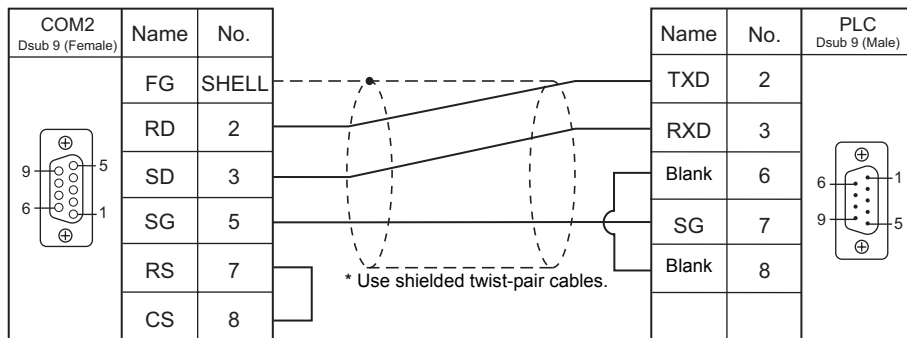 COM2
Dsub 9 (Female)
Name No.
FG SHELL
RD 2
SD 3
SG 5
RS 7
CS 8
9 5
6 1
* Use shielded twist-pair cables.
Name No.
PLC
Dsub 9 (Male)
TXD 2
RXD 3
Blank 6
SG 7
Blank 8
6 1
9 5